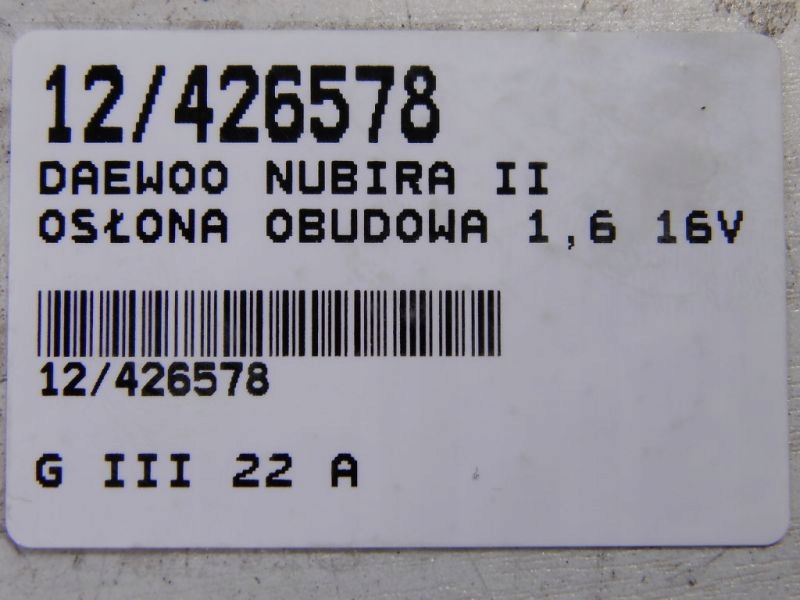 12/426578
DAEWOO NUBIRA II
OSŁONA OBUDOWA 1,6 16V
12/426578
G III 22 A